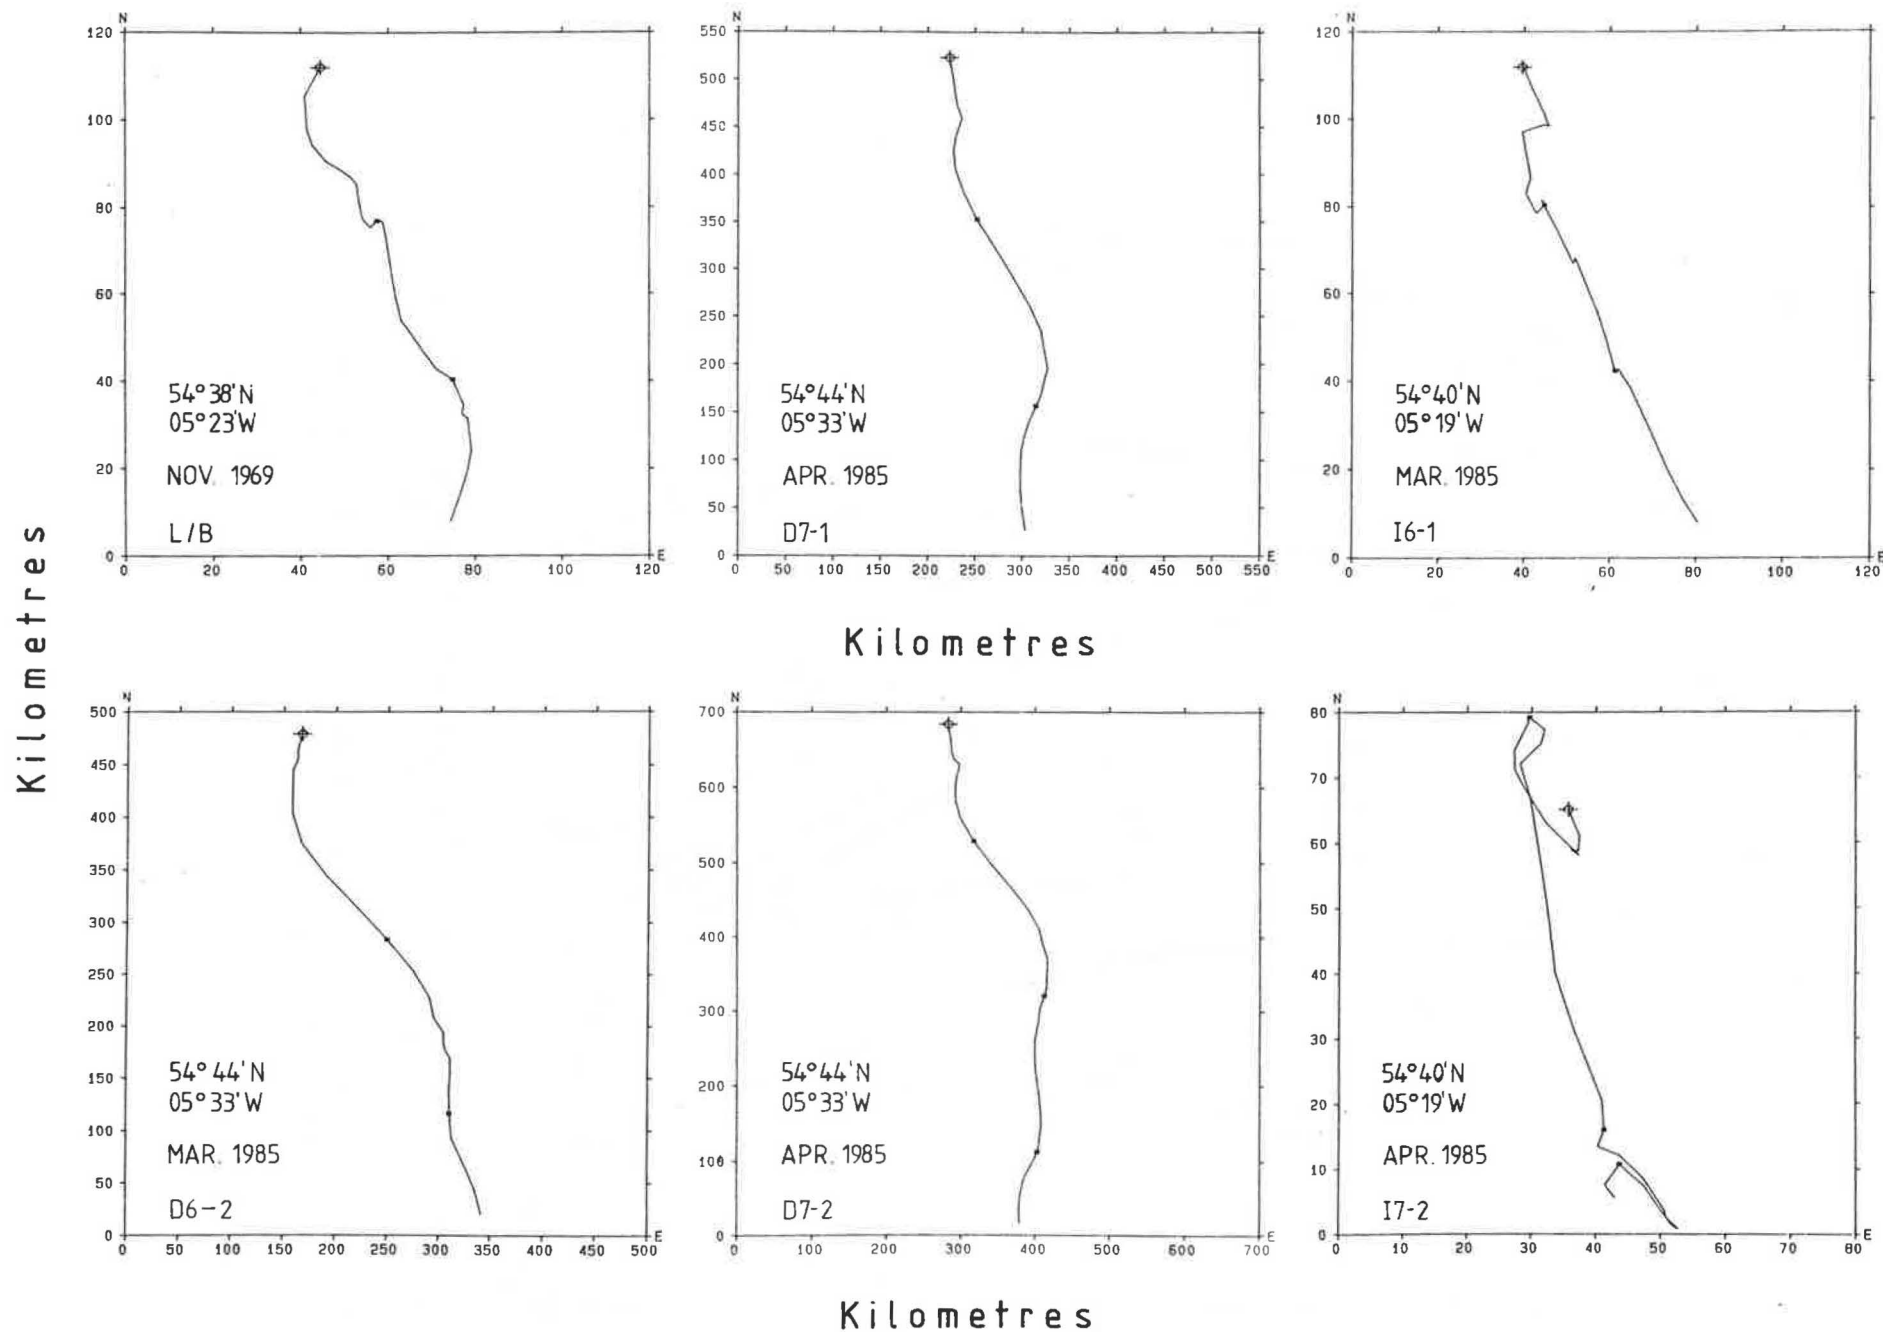 Kilometres
N
120
100
80
60
40
20
0
54°38'N
05°23'W
NOV. 1969
L/B
0 20 40 60 80 100 120 E
N
550
500
450
400
350
300
250
200
150
100
50
0
54°44'N
05°33'W
APR. 1985
D7-1
0 50 100 150 200 250 300 350 400 450 500 550 E
N
120
100
80
60
40
20
0
54°40'N
05°19'W
MAR. 1985
I6-1
0 20 40 60 80 100 120 E
Kilometres
N
500
450
400
350
300
250
200
150
100
50
0
54°44'N
05°33'W
MAR. 1985
D6-2
0 50 100 150 200 250 300 350 400 450 500 E
N
700
600
500
400
300
200
100
0
54°44'N
05°33'W
APR. 1985
D7-2
0 100 200 300 400 500 600 700 E
N
80
70
60
50
40
30
20
10
0
54°40'N
05°19'W
APR. 1985
I7-2
0 10 20 30 40 50 60 70 80 E
Kilometres